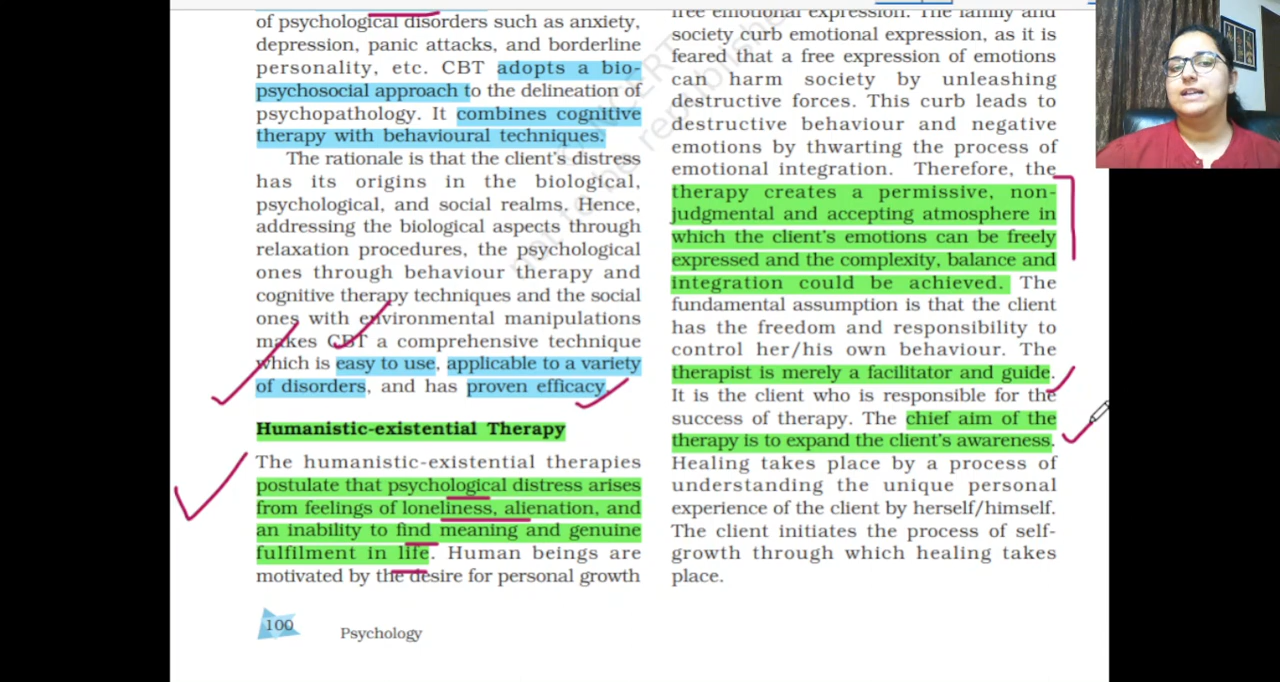 of psychological disorders such as anxiety,
depression, panic attacks, and borderline
personality, etc. CBT adopts a bio-
psychosocial approach to the delineation of
psychopathology. It combines cognitive
therapy with behavioural techniques.
The rationale is that the client's distress
has its origins in the biological,
psychological, and social realms. Hence,
addressing the biological aspects through
relaxation procedures, the psychological
ones through behaviour therapy and
cognitive therapy techniques and the social
ones with environmental manipulations
makes CBT a comprehensive technique
which is easy to use, applicable to a variety
of disorders, and has proven efficacy.
Humanistic-existential Therapy
The humanistic-existential therapies
postulate that psychological distress arises
from feelings of loneliness, alienation, and
an inability to find meaning and genuine
fulfilment in life. Human beings are
motivated by the desire for personal growth
free emotional expression. The family and
society curb emotional expression, as it is
feared that a free expression of emotions
can harm society by unleashing
destructive forces. This curb leads to
destructive behaviour and negative
emotions by thwarting the process of
emotional integration. Therefore, the
therapy creates a permissive, non-
judgmental and accepting atmosphere in
which the client's emotions can be freely
expressed and the complexity, balance and
integration could be achieved. The
fundamental assumption is that the client
has the freedom and responsibility to
control her/his own behaviour. The
therapist is merely a facilitator and guide.
It is the client who is responsible for the
success of therapy. The chief aim of the
therapy is to expand the client's awareness.
Healing takes place by a process of
understanding the unique personal
experience of the client by herself/himself.
The client initiates the process of self-
growth through which healing takes
place.
100
Psychology
not to be republished